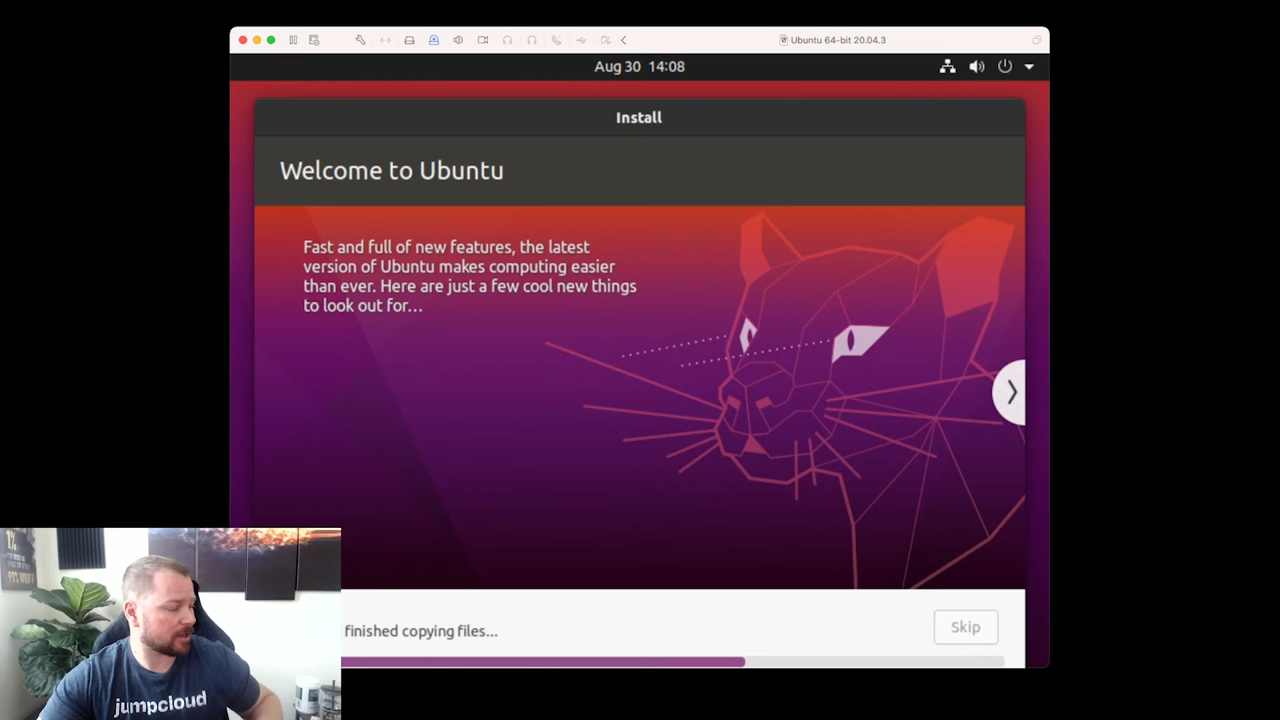 Ubuntu 64-bit 20.04.3
Aug 30 14:08
Install
Welcome to Ubuntu
Fast and full of new features, the latest
version of Ubuntu makes computing easier
than ever. Here are just a few cool new things
to look out for...
finished copying files...
Skip
1%
99%
jumpcloud